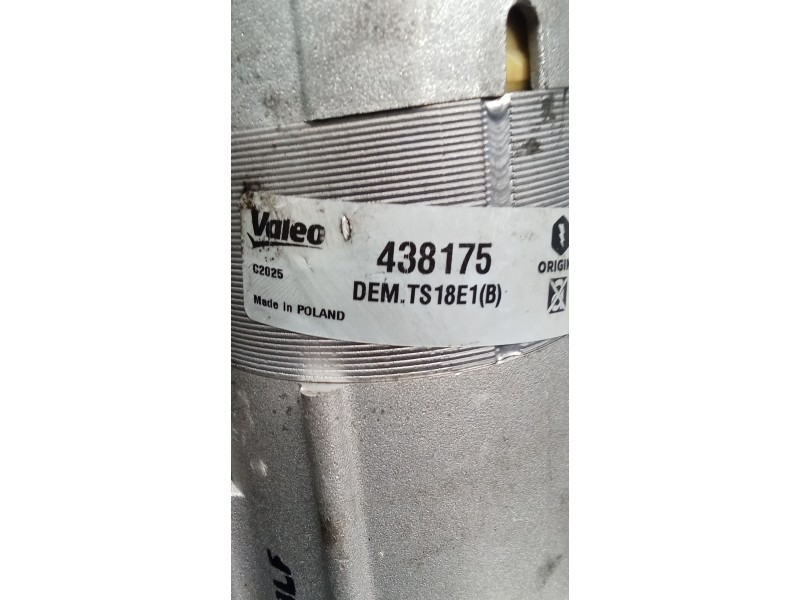 Valeo
438175
C2025
DEM.TS18E1(B)
Made in POLAND
ORIGIN